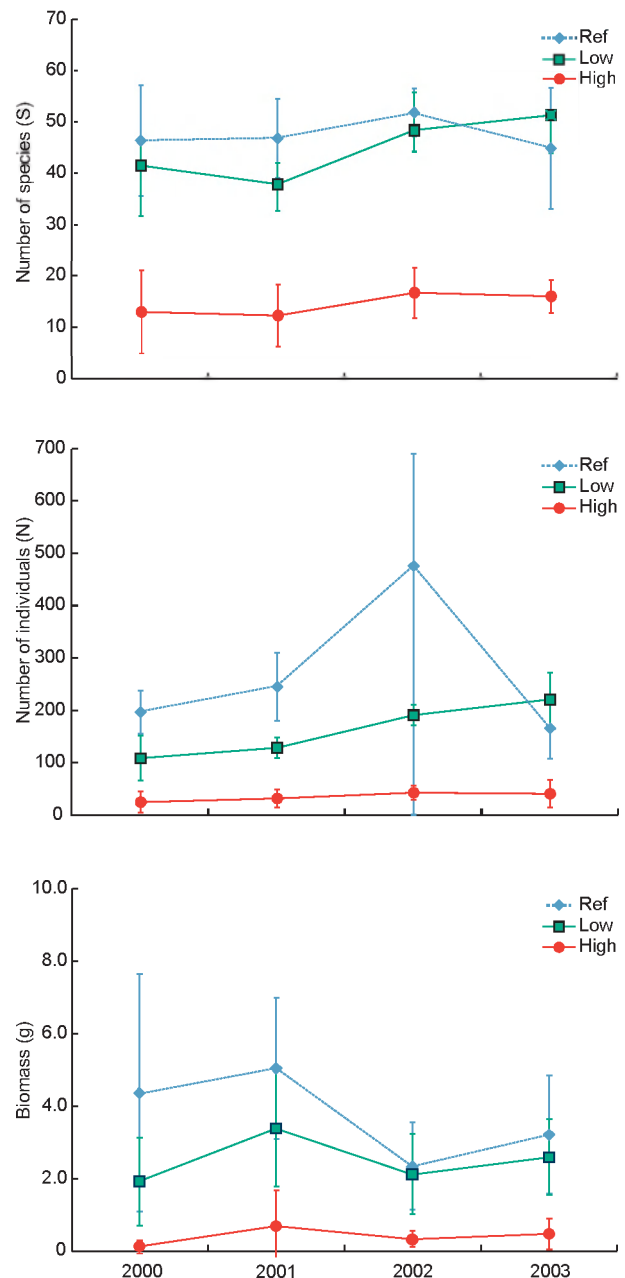 70
60
50
40
30
20
10
0
Number of species (S)
Ref
Low
High
700
600
500
400
300
200
100
0
Number of individuals (N)
Ref
Low
High
10.0
8.0
6.0
4.0
2.0
0
Biomass (g)
Ref
Low
High
2000 2001 2002 2003